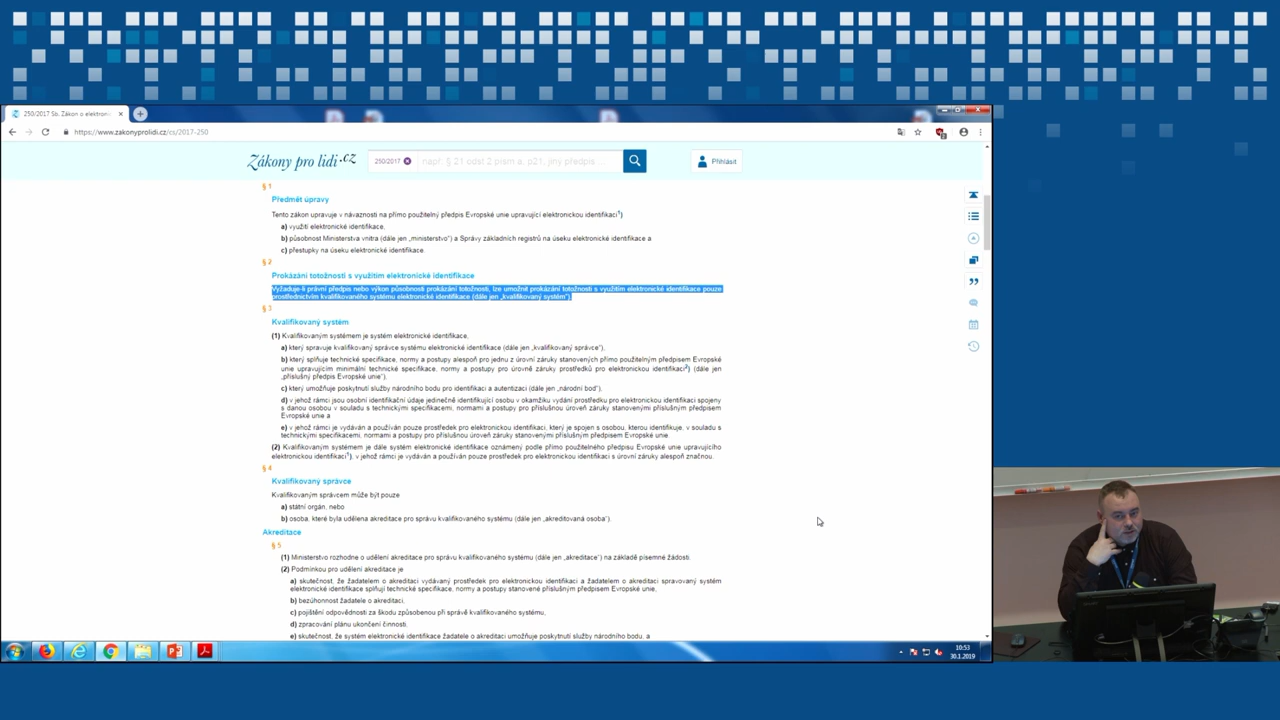 250/2017 Sb. Zákon o elektron
https://www.zakonyprolidi.cz/cs/2017-250
Zákony pro lidi.cz
250/2017
např. § 21 odst 2 písm a. p21, jiný předpis...
Přihlásit
§ 1
Předmět úpravy
Tento zákon upravuje v návaznosti na přímo použitelný předpis Evropské unie upravující elektronickou identifikaci1)
a) využití elektronické identifikace,
b) působnost Ministerstva vnitra (dále jen „ministerstvo“) a Správy základních registrů na úseku elektronické identifikace a
c) přestupky na úseku elektronické identifikace.
§ 2
Prokázání totožnosti s využitím elektronické identifikace
Vyžaduje-li právní předpis nebo výkon působnosti prokázání totožnosti, lze umožnit prokázání totožnosti s využitím elektronické identifikace pouze
prostřednictvím kvalifikovaného systému elektronické identifikace (dále jen „kvalifikovaný systém“).
§ 3
Kvalifikovaný systém
(1) Kvalifikovaným systémem je systém elektronické identifikace,
a) který spravuje kvalifikovaný správce systému elektronické identifikace (dále jen „kvalifikovaný správce“),
b) který splňuje technické specifikace, normy a postupy alespoň pro jednu z úrovní záruky stanovených přímo použitelným předpisem Evropské
unie upravujícím minimální technické specifikace, normy a postupy pro úrovně záruky prostředků pro elektronickou identifikaci2) (dále jen
„příslušný předpis Evropské unie“),
c) který umožňuje poskytnutí služby národního bodu pro identifikaci a autentizaci (dále jen „národní bod“),
d) v jehož rámci jsou osobní identifikační údaje jedinečně identifikující osobu v okamžiku vydání prostředku pro elektronickou identifikaci spojeny
s danou osobou v souladu s technickými specifikacemi, normami a postupy pro příslušnou úroveň záruky stanovenými příslušným předpisem
Evropské unie a
e) v jehož rámci je vydáván a používán pouze prostředek pro elektronickou identifikaci, který je spojen s osobou, kterou identifikuje, v souladu s
technickými specifikacemi, normami a postupy pro příslušnou úroveň záruky stanovenými příslušným předpisem Evropské unie
(2) Kvalifikovaným systémem je dále systém elektronické identifikace oznámený podle přímo použitelného předpisu Evropské unie upravujícího
elektronickou identifikaci1), v jehož rámci je vydáván a používán pouze prostředek pro elektronickou identifikaci s úrovní záruky alespoň značnou.
§ 4
Kvalifikovaný správce
Kvalifikovaným správcem může být pouze
a) státní orgán, nebo
b) osoba, které byla udělena akreditace pro správu kvalifikovaného systému (dále jen „akreditovaná osoba“).
Akreditace
§ 5
(1) Ministerstvo rozhodne o udělení akreditace pro správu kvalifikovaného systému (dále jen „akreditace“) na základě písemné žádosti.
(2) Podmínkou pro udělení akreditace je
a) skutečnost, že žadatelem o akreditaci vydávaný prostředek pro elektronickou identifikaci a žadatelem o akreditaci spravovaný systém
elektronické identifikace splňují technické specifikace, normy a postupy stanovené příslušným předpisem Evropské unie,
b) bezúhonnost žadatele o akreditaci,
c) pojištění odpovědnosti za škodu způsobenou při správě kvalifikovaného systému,
d) zpracování plánu ukončení činnosti,
e) skutečnost, že systém elektronické identifikace žadatele o akreditaci umožňuje poskytnutí služby národního bodu, a
10:53
30.1.2019